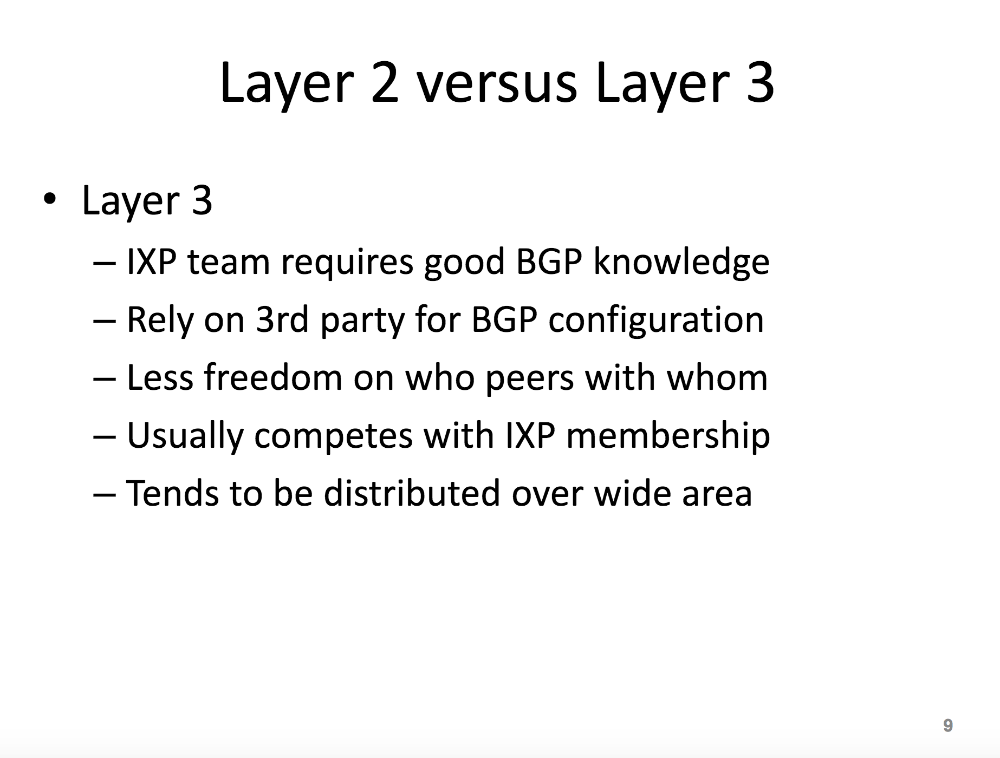 Layer 2 versus Layer 3
• Layer 3
– IXP team requires good BGP knowledge
– Rely on 3rd party for BGP configuration
– Less freedom on who peers with whom
– Usually competes with IXP membership
– Tends to be distributed over wide area
9